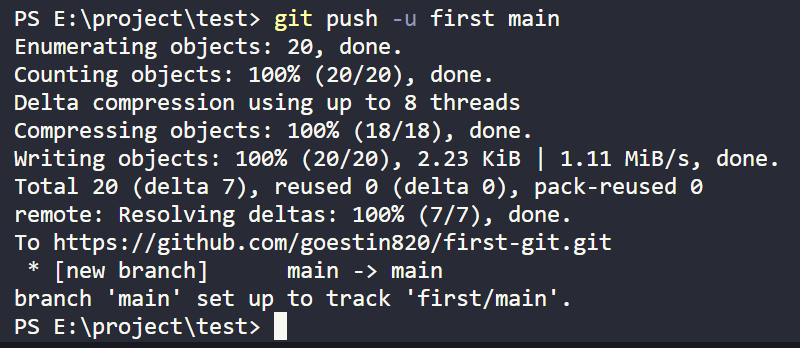 PS E:\project\test> git push -u first main
Enumerating objects: 20, done.
Counting objects: 100% (20/20), done.
Delta compression using up to 8 threads
Compressing objects: 100% (18/18), done.
Writing objects: 100% (20/20), 2.23 KiB | 1.11 MiB/s, done.
Total 20 (delta 7), reused 0 (delta 0), pack-reused 0
remote: Resolving deltas: 100% (7/7), done.
To https://github.com/goestin820/first-git.git
 * [new branch]      main -> main
branch 'main' set up to track 'first/main'.
PS E:\project\test>